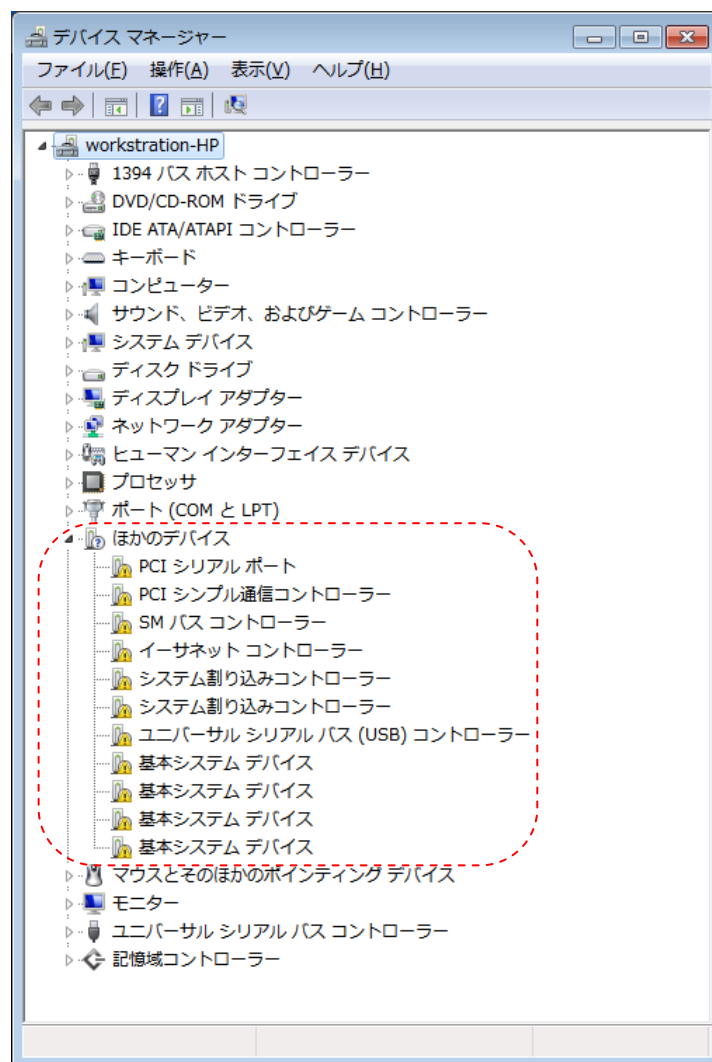 デバイス マネージャー
ファイル(F) 操作(A) 表示(V) ヘルプ(H)
workstration-HP
1394 バス ホスト コントローラー
DVD/CD-ROM ドライブ
IDE ATA/ATAPI コントローラー
キーボード
コンピューター
サウンド、ビデオ、およびゲーム コントローラー
システム デバイス
ディスク ドライブ
ディスプレイ アダプター
ネットワーク アダプター
ヒューマン インターフェイス デバイス
プロセッサ
ポート (COM と LPT)
ほかのデバイス
PCI シリアル ポート
PCI シンプル通信コントローラー
SM バス コントローラー
イーサネット コントローラー
システム割り込みコントローラー
システム割り込みコントローラー
ユニバーサル シリアル バス (USB) コントローラー
基本システム デバイス
基本システム デバイス
基本システム デバイス
基本システム デバイス
マウスとそのほかのポインティング デバイス
モニター
ユニバーサル シリアル バス コントローラー
記憶域コントローラー